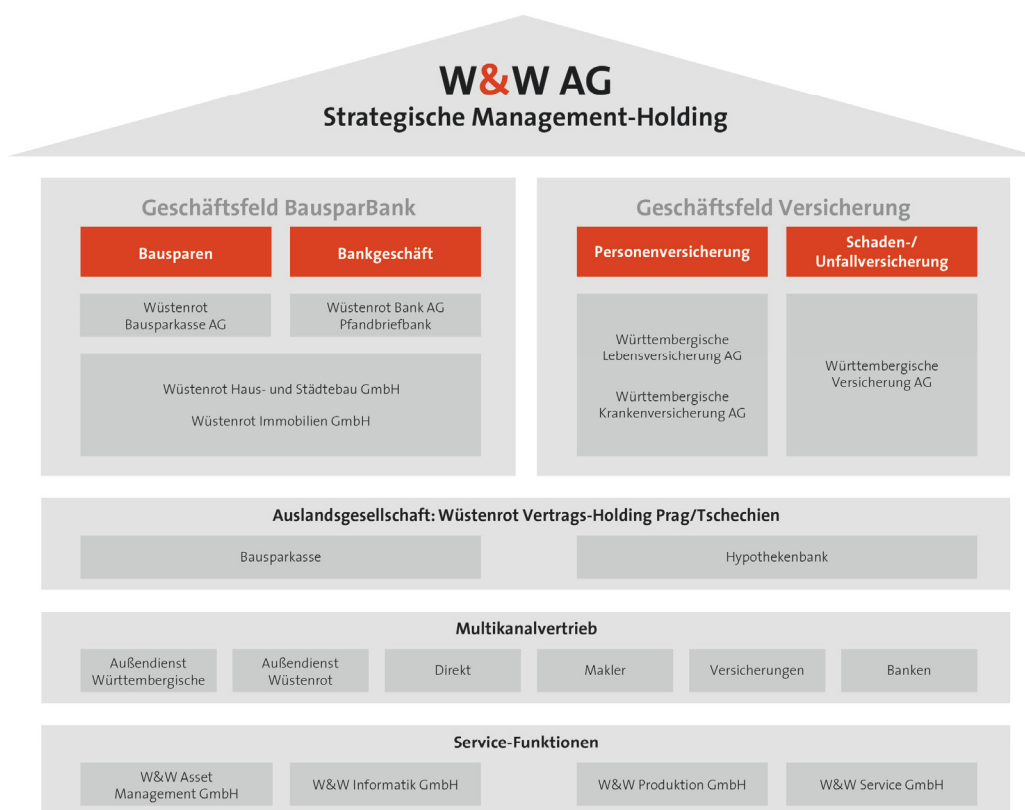 W&W AG
Strategische Management-Holding
Geschäftsfeld BausparBank
Bausparen
Bankgeschäft
Wüstenrot
Bausparkasse AG
Wüstenrot Bank AG
Pfandbriefbank
Wüstenrot Haus- und Städtebau GmbH
Wüstenrot Immobilien GmbH
Geschäftsfeld Versicherung
Personenversicherung
Schaden-/
Unfallversicherung
Württembergische
Lebensversicherung AG
Württembergische
Krankenversicherung AG
Württembergische
Versicherung AG
Auslandsgesellschaft: Wüstenrot Vertrags-Holding Prag/Tschechien
Bausparkasse
Hypothekenbank
Multikanalvertrieb
Außendienst
Württembergische
Außendienst
Wüstenrot
Direkt
Makler
Versicherungen
Banken
Service-Funktionen
W&W Asset
Management GmbH
W&W Informatik GmbH
W&W Produktion GmbH
W&W Service GmbH